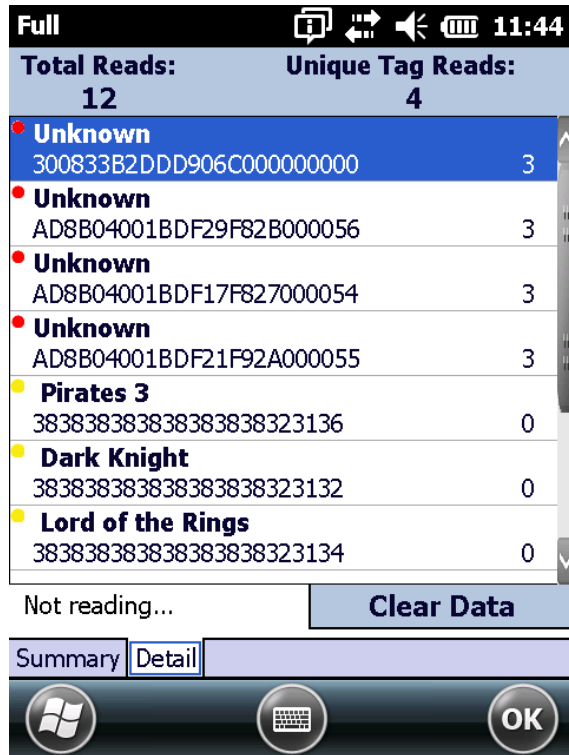 Full 11:44
Total Reads: Unique Tag Reads:
12 4
Unknown
300833B2DDD906C000000000 3
Unknown
AD8B04001BDF29F82B000056 3
Unknown
AD8B04001BDF17F827000054 3
Unknown
AD8B04001BDF21F92A000055 3
Pirates 3
383838383838383838323136 0
Dark Knight
383838383838383838323132 0
Lord of the Rings
383838383838383838323134 0
Not reading... Clear Data
Summary Detail
OK